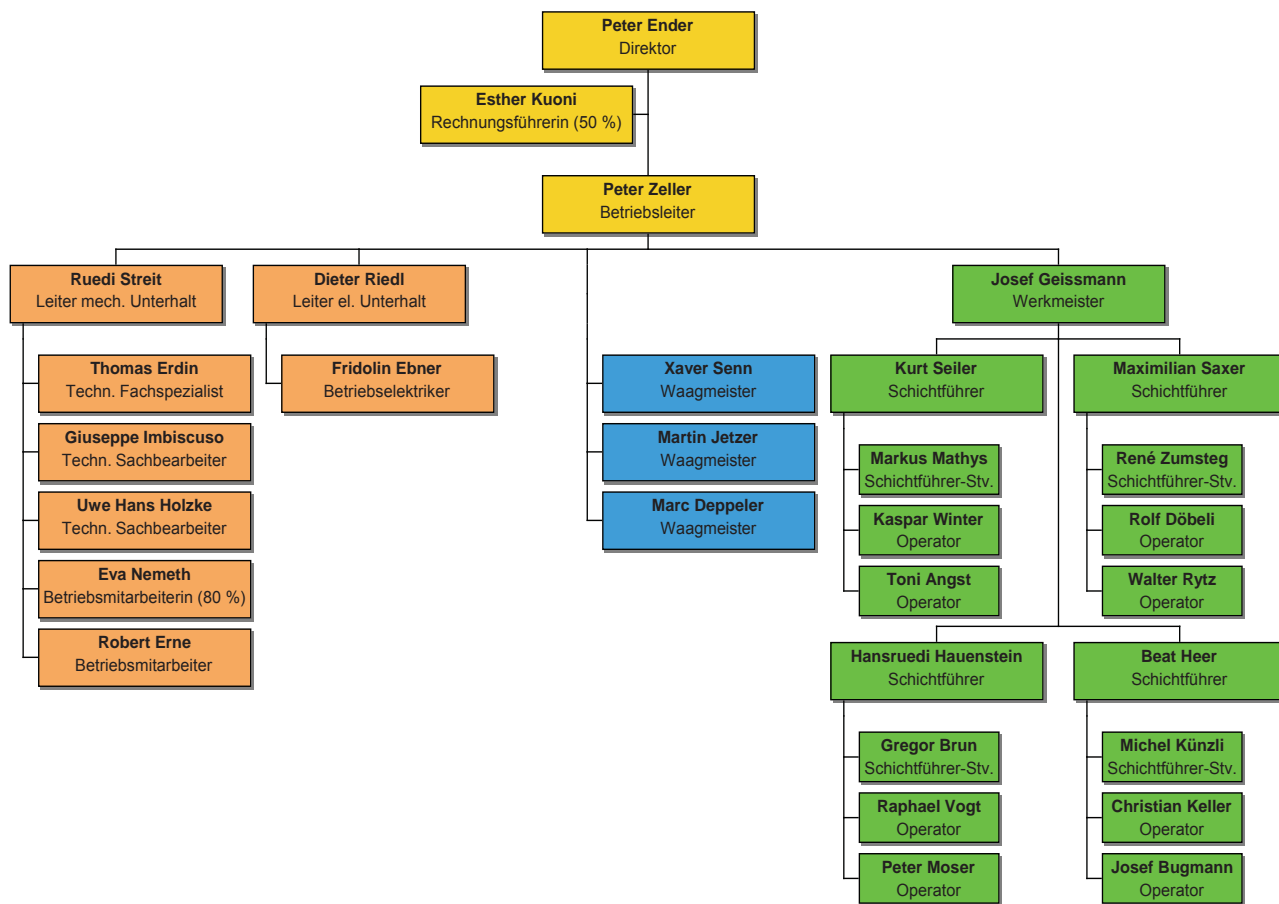 Peter Ender
Direktor
Esther Kuoni
Rechnungsführerin (50 %)
Peter Zeller
Betriebsleiter
Ruedi Streit
Leiter mech. Unterhalt
Thomas Erdin
Techn. Fachspezialist
Giuseppe Imbiscuso
Techn. Sachbearbeiter
Uwe Hans Holzke
Techn. Sachbearbeiter
Eva Nemeth
Betriebsmitarbeiterin (80 %)
Robert Erne
Betriebsmitarbeiter
Dieter Riedl
Leiter el. Unterhalt
Fridolin Ebner
Betriebselektriker
Xaver Senn
Waagmeister
Martin Jetzer
Waagmeister
Marc Deppeler
Waagmeister
Josef Geissmann
Werkmeister
Kurt Seiler
Schichtführer
Markus Mathys
Schichtführer-Stv.
Kaspar Winter
Operator
Toni Angst
Operator
Maximilian Saxer
Schichtführer
René Zumsteg
Schichtführer-Stv.
Rolf Döbeli
Operator
Walter Rytz
Operator
Hansruedi Hauenstein
Schichtführer
Gregor Brun
Schichtführer-Stv.
Raphael Vogt
Operator
Peter Moser
Operator
Beat Heer
Schichtführer
Michel Künzli
Schichtführer-Stv.
Christian Keller
Operator
Josef Bugmann
Operator